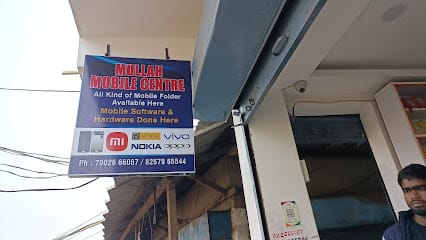 MULLAH
MOBILE CENTRE
All Kind of Mobile Folder
Available Here
Mobile Software &
Hardware Done Here
mi
vivo
NOKIA
oppo
Ph : 70026 66067 / 82579 65544